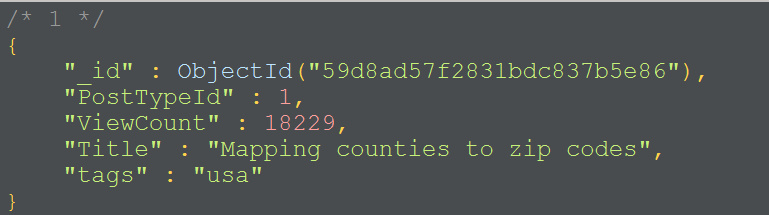 /* 1 */
{
    "_id" : ObjectId("59d8ad57f2831bdc837b5e86"),
    "PostTypeId" : 1,
    "ViewCount" : 18229,
    "Title" : "Mapping counties to zip codes",
    "tags" : "usa"
}